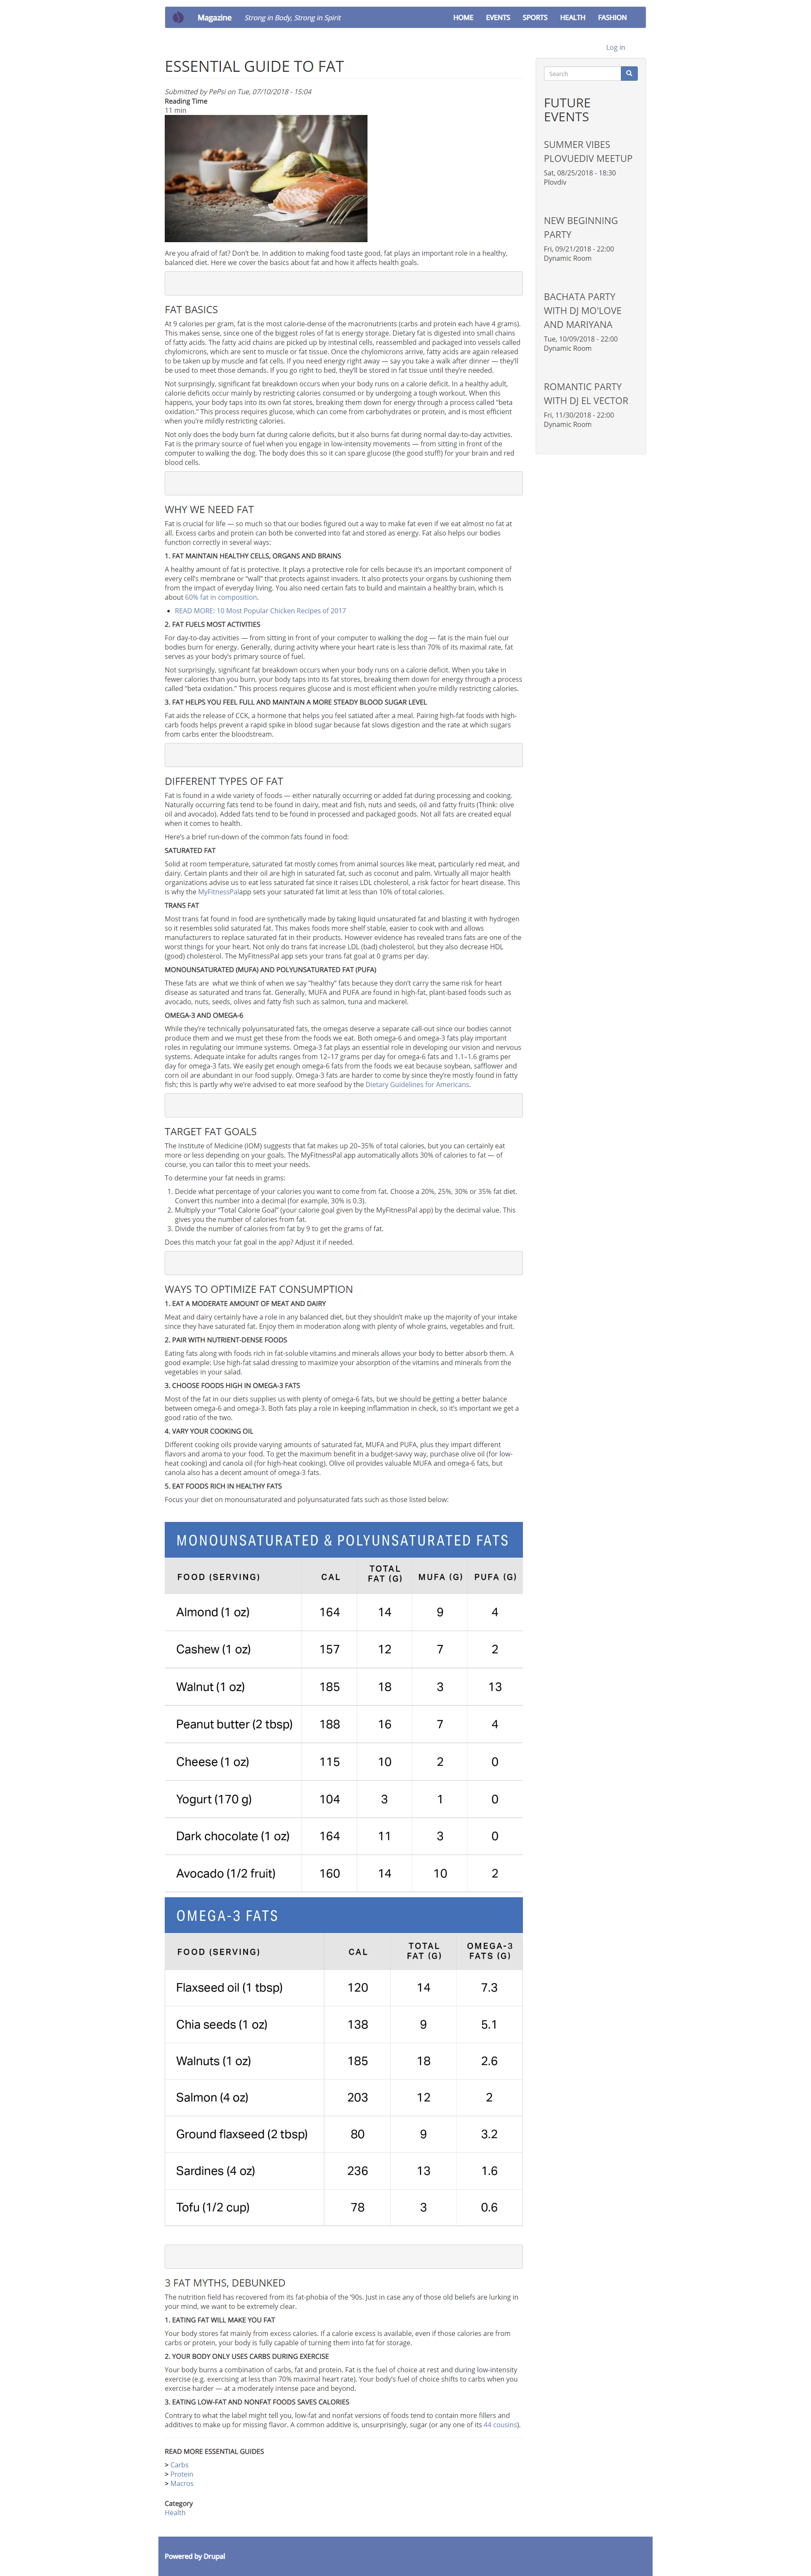 Magazine Strong in Body, Strong in Spirit HOME EVENTS SPORTS HEALTH FASHION
Log in
ESSENTIAL GUIDE TO FAT
Submitted by PePsi on Tue, 07/10/2018 - 15:04
Reading Time
11 min
Are you afraid of fat? Don’t be. In addition to making food taste good, fat plays an important role in a healthy,
balanced diet. Here we cover the basics about fat and how it affects health goals.
FAT BASICS
At 9 calories per gram, fat is the most calorie-dense of the macronutrients (carbs and protein each have 4 grams).
This makes sense, since one of the biggest roles of fat is energy storage. Dietary fat is digested into small chains
of fatty acids. The fatty acid chains are picked up by intestinal cells, reassembled and packaged into vessels called
chylomicrons, which are sent to muscle or fat tissue. Once the chylomicrons arrive, fatty acids are again released
to be taken up by muscle and fat cells. If you need energy right away — say you take a walk after dinner — they’ll
be used to meet those demands. If you go right to bed, they’ll be stored in fat tissue until they’re needed.
Not surprisingly, significant fat breakdown occurs when your body runs on a calorie deficit. In a healthy adult,
calorie deficits occur mainly by restricting calories consumed or by undergoing a tough workout. When this
happens, your body taps into its own fat stores, breaking them down for energy through a process called “beta
oxidation.” This process requires glucose, which can come from carbohydrates or protein, and is most efficient
when you’re mildly restricting calories.
Not only does the body burn fat during calorie deficits, but it also burns fat during normal day-to-day activities.
Fat is the primary source of fuel when you engage in low-intensity movements — from sitting in front of the
computer to walking the dog. The body does this so it can spare glucose (the good stuff!) for your brain and red
blood cells.
WHY WE NEED FAT
Fat is crucial for life — so much so that our bodies figured out a way to make fat even if we eat almost no fat at
all. Excess carbs and protein can both be converted into fat and stored as energy. Fat also helps our bodies
function correctly in several ways:
1. FAT MAINTAIN HEALTHY CELLS, ORGANS AND BRAINS
A healthy amount of fat is protective. It plays a protective role for cells because it’s an important component of
every cell’s membrane or “wall” that protects against invaders. It also protects your organs by cushioning them
from the impact of everyday living. You also need certain fats to build and maintain a healthy brain, which is
about 60% fat in composition.
• READ MORE: 10 Most Popular Chicken Recipes of 2017
2. FAT FUELS MOST ACTIVITIES
For day-to-day activities — from sitting in front of your computer to walking the dog — fat is the main fuel our
bodies burn for energy. Generally, during activity where your heart rate is less than 70% of its maximal rate, fat
serves as your body’s primary source of fuel.
Not surprisingly, significant fat breakdown occurs when your body runs on a calorie deficit. When you take in
fewer calories than you burn, your body taps into its fat stores, breaking them down for energy through a process
called “beta oxidation.” This process requires glucose and is most efficient when you’re mildly restricting calories.
3. FAT HELPS YOU FEEL FULL AND MAINTAIN A MORE STEADY BLOOD SUGAR LEVEL
Fat aids the release of CCK, a hormone that helps you feel satiated after a meal. Pairing high-fat foods with high-
carb foods helps prevent a rapid spike in blood sugar because fat slows digestion and the rate at which sugars
from carbs enter the bloodstream.
DIFFERENT TYPES OF FAT
Fat is found in a wide variety of foods — either naturally occurring or added fat during processing and cooking.
Naturally occurring fats tend to be found in dairy, meat and fish, nuts and seeds, oil and fatty fruits (Think: olive
oil and avocado). Added fats tend to be found in processed and packaged goods. Not all fats are created equal
when it comes to health.
Here’s a brief run-down of the common fats found in food:
SATURATED FAT
Solid at room temperature, saturated fat mostly comes from animal sources like meat, particularly red meat, and
dairy. Certain plants and their oil are high in saturated fat, such as coconut and palm. Virtually all major health
organizations advise us to eat less saturated fat since it raises LDL cholesterol, a risk factor for heart disease. This
is why the MyFitnessPalapp sets your saturated fat limit at less than 10% of total calories.
TRANS FAT
Most trans fat found in food are synthetically made by taking liquid unsaturated fat and blasting it with hydrogen
so it resembles solid saturated fat. This makes foods more shelf stable, easier to cook with and allows
manufacturers to replace saturated fat in their products. However evidence has revealed trans fats are one of the
worst things for your heart. Not only do trans fat increase LDL (bad) cholesterol, but they also decrease HDL
(good) cholesterol. The MyFitnessPal app sets your trans fat goal at 0 grams per day.
MONOUNSATURATED (MUFA) AND POLYUNSATURATED FAT (PUFA)
These fats are  what we think of when we say “healthy” fats because they don’t carry the same risk for heart
disease as saturated and trans fat. Generally, MUFA and PUFA are found in high-fat, plant-based foods such as
avocado, nuts, seeds, olives and fatty fish such as salmon, tuna and mackerel.
OMEGA-3 AND OMEGA-6
While they’re technically polyunsaturated fats, the omegas deserve a separate call-out since our bodies cannot
produce them and we must get these from the foods we eat. Both omega-6 and omega-3 fats play important
roles in regulating our immune systems. Omega-3 fat plays an essential role in developing our vision and nervous
systems. Adequate intake for adults ranges from 12–17 grams per day for omega-6 fats and 1.1–1.6 grams per
day for omega-3 fats. We easily get enough omega-6 fats from the foods we eat because soybean, safflower and
corn oil are abundant in our food supply. Omega-3 fats are harder to come by since they’re mostly found in fatty
fish; this is partly why we’re advised to eat more seafood by the Dietary Guidelines for Americans.
TARGET FAT GOALS
The Institute of Medicine (IOM) suggests that fat makes up 20–35% of total calories, but you can certainly eat
more or less depending on your goals. The MyFitnessPal app automatically allots 30% of calories to fat — of
course, you can tailor this to meet your needs.
To determine your fat needs in grams:
1. Decide what percentage of your calories you want to come from fat. Choose a 20%, 25%, 30% or 35% fat diet.
Convert this number into a decimal (for example, 30% is 0.3).
2. Multiply your “Total Calorie Goal” (your calorie goal given by the MyFitnessPal app) by the decimal value. This
gives you the number of calories from fat.
3. Divide the number of calories from fat by 9 to get the grams of fat.
Does this match your fat goal in the app? Adjust it if needed.
WAYS TO OPTIMIZE FAT CONSUMPTION
1. EAT A MODERATE AMOUNT OF MEAT AND DAIRY
Meat and dairy certainly have a role in any balanced diet, but they shouldn’t make up the majority of your intake
since they have saturated fat. Enjoy them in moderation along with plenty of whole grains, vegetables and fruit.
2. PAIR WITH NUTRIENT-DENSE FOODS
Eating fats along with foods rich in fat-soluble vitamins and minerals allows your body to better absorb them. A
good example: Use high-fat salad dressing to maximize your absorption of the vitamins and minerals from the
vegetables in your salad.
3. CHOOSE FOODS HIGH IN OMEGA-3 FATS
Most of the fat in our diets supplies us with plenty of omega-6 fats, but we should be getting a better balance
between omega-6 and omega-3. Both fats play a role in keeping inflammation in check, so it’s important we get a
good ratio of the two.
4. VARY YOUR COOKING OIL
Different cooking oils provide varying amounts of saturated fat, MUFA and PUFA, plus they impart different
flavors and aroma to your food. To get the maximum benefit in a budget-savvy way, purchase olive oil (for low-
heat cooking) and canola oil (for high-heat cooking). Olive oil provides valuable MUFA and omega-6 fats, but
canola also has a decent amount of omega-3 fats.
5. EAT FOODS RICH IN HEALTHY FATS
Focus your diet on monounsaturated and polyunsaturated fats such as those listed below:
MONOUNSATURATED & POLYUNSATURATED FATS
FOOD (SERVING) CAL TOTAL FAT (G) MUFA (G) PUFA (G)
Almond (1 oz) 164 14 9 4
Cashew (1 oz) 157 12 7 2
Walnut (1 oz) 185 18 3 13
Peanut butter (2 tbsp) 188 16 7 4
Cheese (1 oz) 115 10 2 0
Yogurt (170 g) 104 3 1 0
Dark chocolate (1 oz) 164 11 3 0
Avocado (1/2 fruit) 160 14 10 2
OMEGA-3 FATS
FOOD (SERVING) CAL TOTAL FAT (G) OMEGA-3 FATS (G)
Flaxseed oil (1 tbsp) 120 14 7.3
Chia seeds (1 oz) 138 9 5.1
Walnuts (1 oz) 185 18 2.6
Salmon (4 oz) 203 12 2
Ground flaxseed (2 tbsp) 80 9 3.2
Sardines (4 oz) 236 13 1.6
Tofu (1/2 cup) 78 3 0.6
3 FAT MYTHS, DEBUNKED
The nutrition field has recovered from its fat-phobia of the ’90s. Just in case any of those old beliefs are lurking in
your mind, we want to be extremely clear.
1. EATING FAT WILL MAKE YOU FAT
Your body stores fat mainly from excess calories. If a calorie excess is available, even if those calories are from
carbs or protein, your body is fully capable of turning them into fat for storage.
2. YOUR BODY ONLY USES CARBS DURING EXERCISE
Your body burns a combination of carbs, fat and protein. Fat is the fuel of choice at rest and during low-intensity
exercise (e.g. exercising at less than 70% maximal heart rate). Your body’s fuel of choice shifts to carbs when you
exercise harder — at a moderately intense pace and beyond.
3. EATING LOW-FAT AND NONFAT FOODS SAVES CALORIES
Contrary to what the label might tell you, low-fat and nonfat versions of foods tend to contain more fillers and
additives to make up for missing flavor. A common additive is, unsurprisingly, sugar (or any one of its 44 cousins).
READ MORE ESSENTIAL GUIDES
> Carbs
> Protein
> Macros
Category
Health
Search
FUTURE
EVENTS
SUMMER VIBES
PLOVUEDIV MEETUP
Sat, 08/25/2018 - 18:30
Plovdiv
NEW BEGINNING
PARTY
Fri, 09/21/2018 - 22:00
Dynamic Room
BACHATA PARTY
WITH DJ MO'LOVE
AND MARIYANA
Tue, 10/09/2018 - 22:00
Dynamic Room
ROMANTIC PARTY
WITH DJ EL VECTOR
Fri, 11/30/2018 - 22:00
Dynamic Room
Powered by Drupal